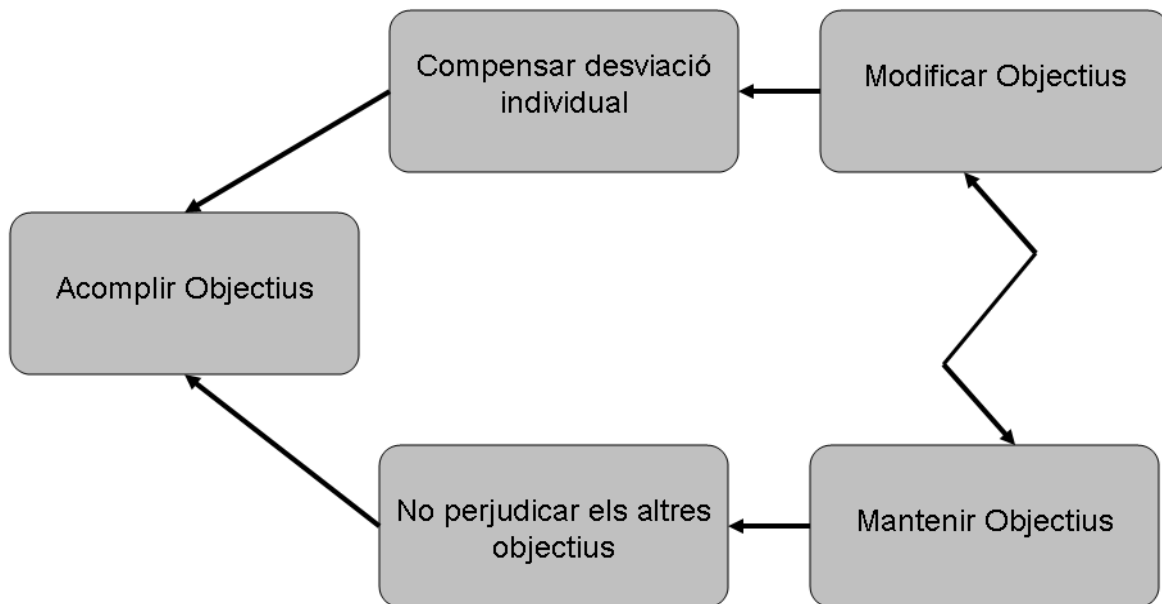 Compensar desviació
individual
Modificar Objectius
Acomplir Objectius
No perjudicar els altres
objectius
Mantenir Objectius